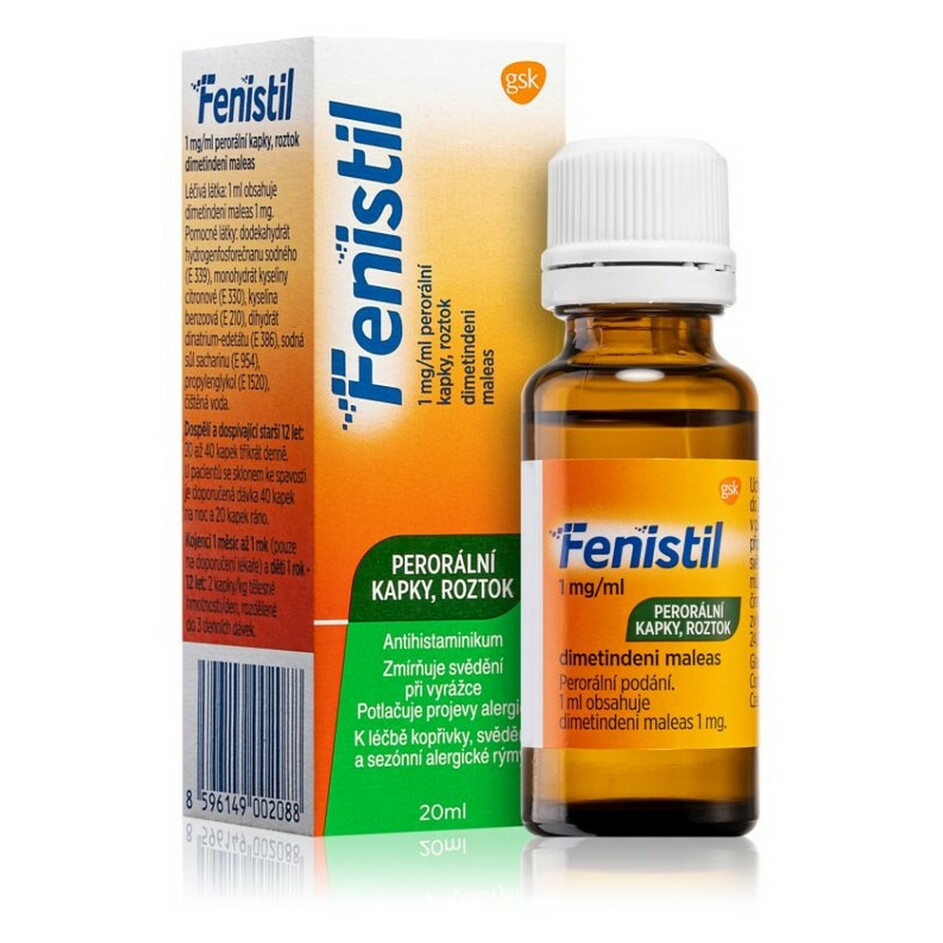 Fenistil
1 mg/ml perorální kapky, roztok
dimetindeni maleas
Léčivá látka: 1 ml obsahuje
dimetindeni maleas 1 mg.
Pomocné látky: dodekahydrát
hydrogenfosforečnanu sodného
(E 339), monohydrát kyseliny
citronové (E 330), kyselina
benzoová (E 210), dihydrát
dinatrium-edetátu (E 386), sodná
sůl sacharinu (E 954),
propylenglykol (E 1520),
čištěná voda.
Dospělí a dospívající starší 12 let:
20 až 40 kapek třikrát denně.
U pacientů se sklonem ke spavosti
je doporučená dávka 40 kapek
na noc a 20 kapek ráno.
Kojenci 1 měsíc až 1 rok (pouze
na doporučení lékaře) a děti 1 rok -
12 let: 2 kapky/kg tělesné
hmotnosti/den, rozdělené
do 3 denních dávek.
8 596149 002088
gsk
Fenistil
1 mg/ml perorální
kapky, roztok
dimetindeni
maleas
PERORÁLNÍ
KAPKY, ROZTOK
Antihistaminikum
Zmírňuje svědění
při vyrážce
Potlačuje projevy alergi
K léčbě kopřivky, svědě
a sezónní alergické rým
20ml
gsk
Fenistil
1 mg/ml
PERORÁLNÍ
KAPKY, ROZTOK
dimetindeni maleas
Perorální podání.
1 ml obsahuje
dimetindeni maleas 1 mg.